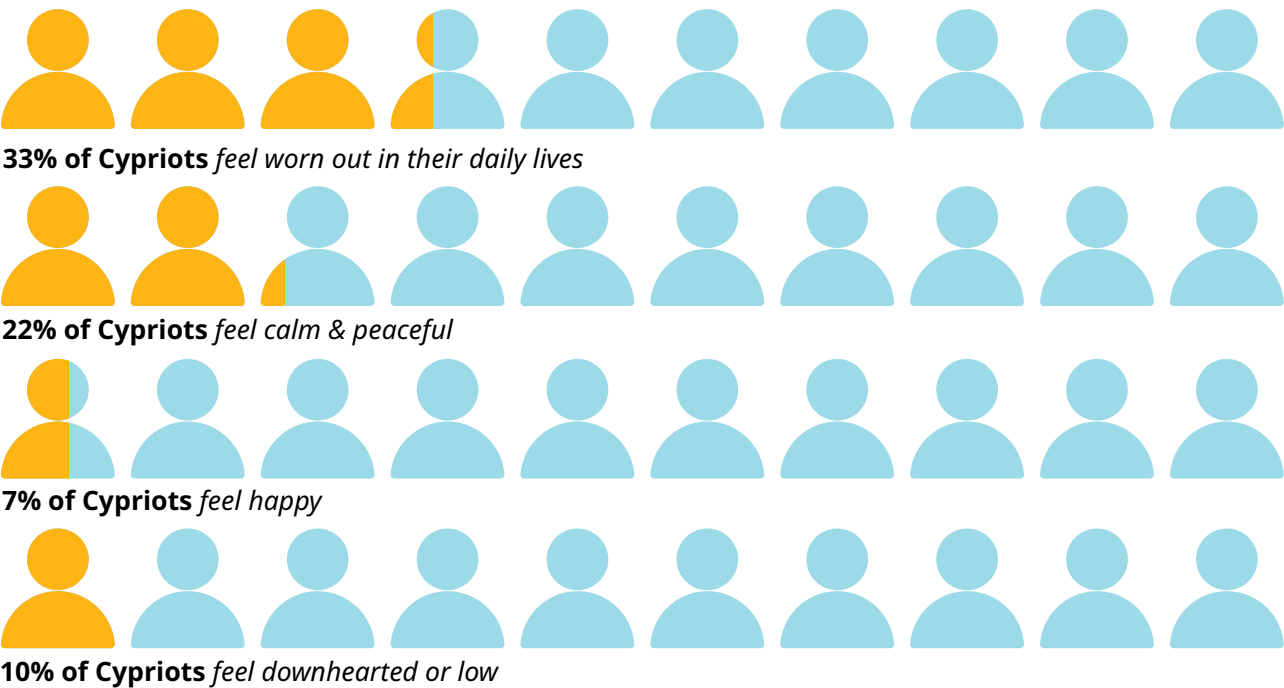 33% of Cypriots feel worn out in their daily lives
22% of Cypriots feel calm & peaceful
7% of Cypriots feel happy
10% of Cypriots feel downhearted or low